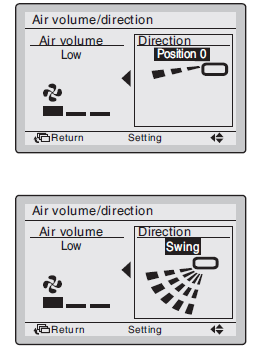 Air volume/direction
Air volume Direction
Low Position 0
Return Setting
Air volume/direction
Air volume Direction
Low Swing
Return Setting